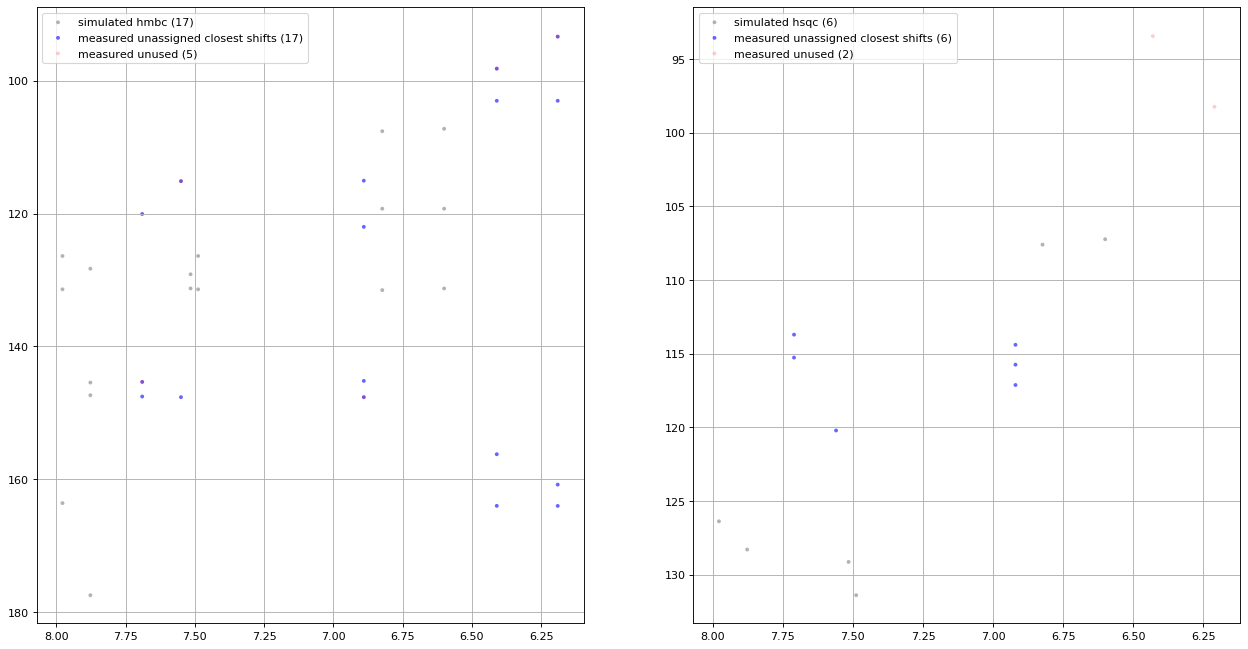 simulated hmbc (17)
measured unassigned closest shifts (17)
measured unused (5)
100
120
140
160
180
8.00 7.75 7.50 7.25 7.00 6.75 6.50 6.25
simulated hsqc (6)
measured unassigned closest shifts (6)
measured unused (2)
95
100
105
110
115
120
125
130
8.00 7.75 7.50 7.25 7.00 6.75 6.50 6.25